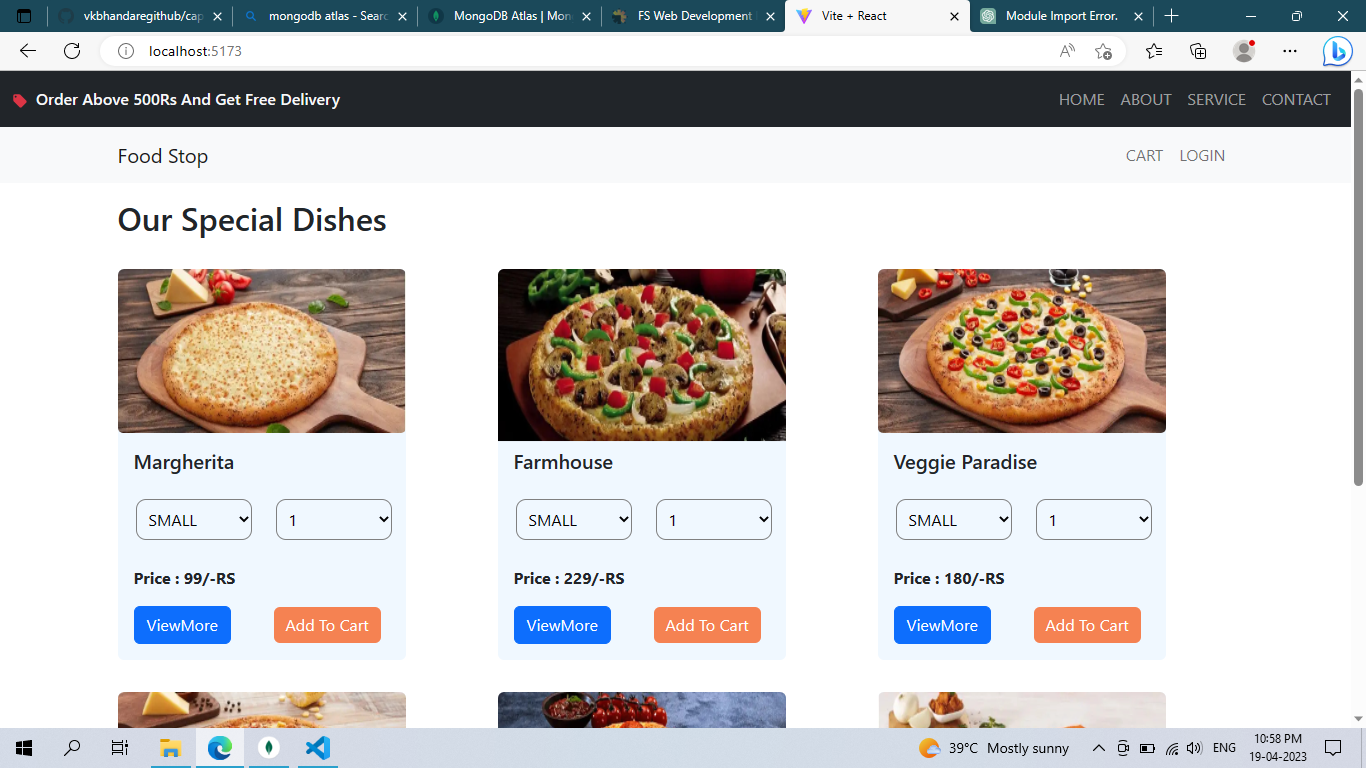 vkbhandaregithub/cap
mongodb atlas - Searc
MongoDB Atlas | Mon
FS Web Development
Vite + React
Module Import Error.
localhost:5173
Order Above 500Rs And Get Free Delivery
HOME ABOUT SERVICE CONTACT
Food Stop
CART LOGIN
Our Special Dishes
Margherita Farmhouse Veggie Paradise
SMALL 1 SMALL 1 SMALL 1
Price : 99/-RS Price : 229/-RS Price : 180/-RS
ViewMore Add To Cart ViewMore Add To Cart ViewMore Add To Cart
39°C Mostly sunny
ENG
10:58 PM
19-04-2023